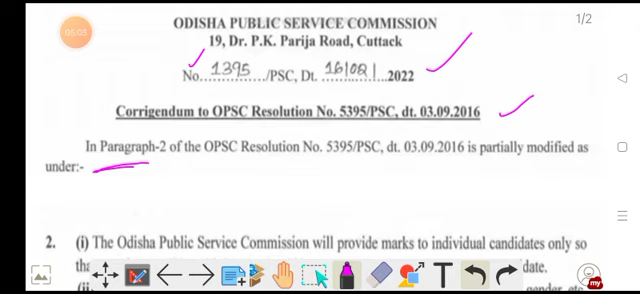 05:03
1/2
ODISHA PUBLIC SERVICE COMMISSION
19, Dr. P.K. Parija Road, Cuttack
No....1395....../PSC, Dt. ..16|02|...2022
Corrigendum to OPSC Resolution No. 5395/PSC, dt. 03.09.2016
In Paragraph-2 of the OPSC Resolution No. 5395/PSC, dt. 03.09.2016 is partially modified as
under:-
2. (i) The Odisha Public Service Commission will provide marks to individual candidates only so
date.
T
my